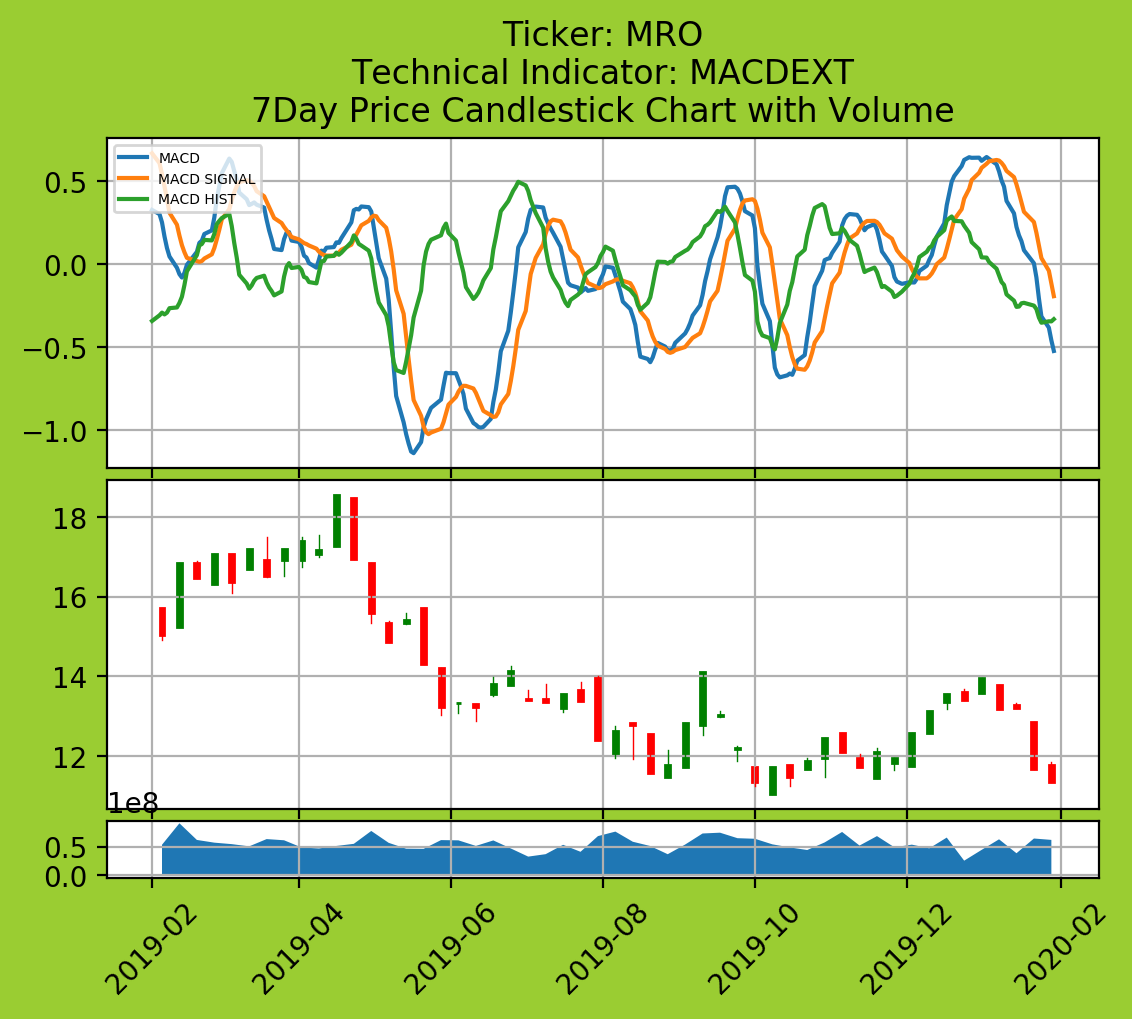 Ticker: MRO
Technical Indicator: MACDEXT
7Day Price Candlestick Chart with Volume
MACD
MACD SIGNAL
MACD HIST
0.5
0.0
−0.5
−1.0
18
16
14
12
1e8
0.5
0.0
2019-02
2019-04
2019-06
2019-08
2019-10
2019-12
2020-02